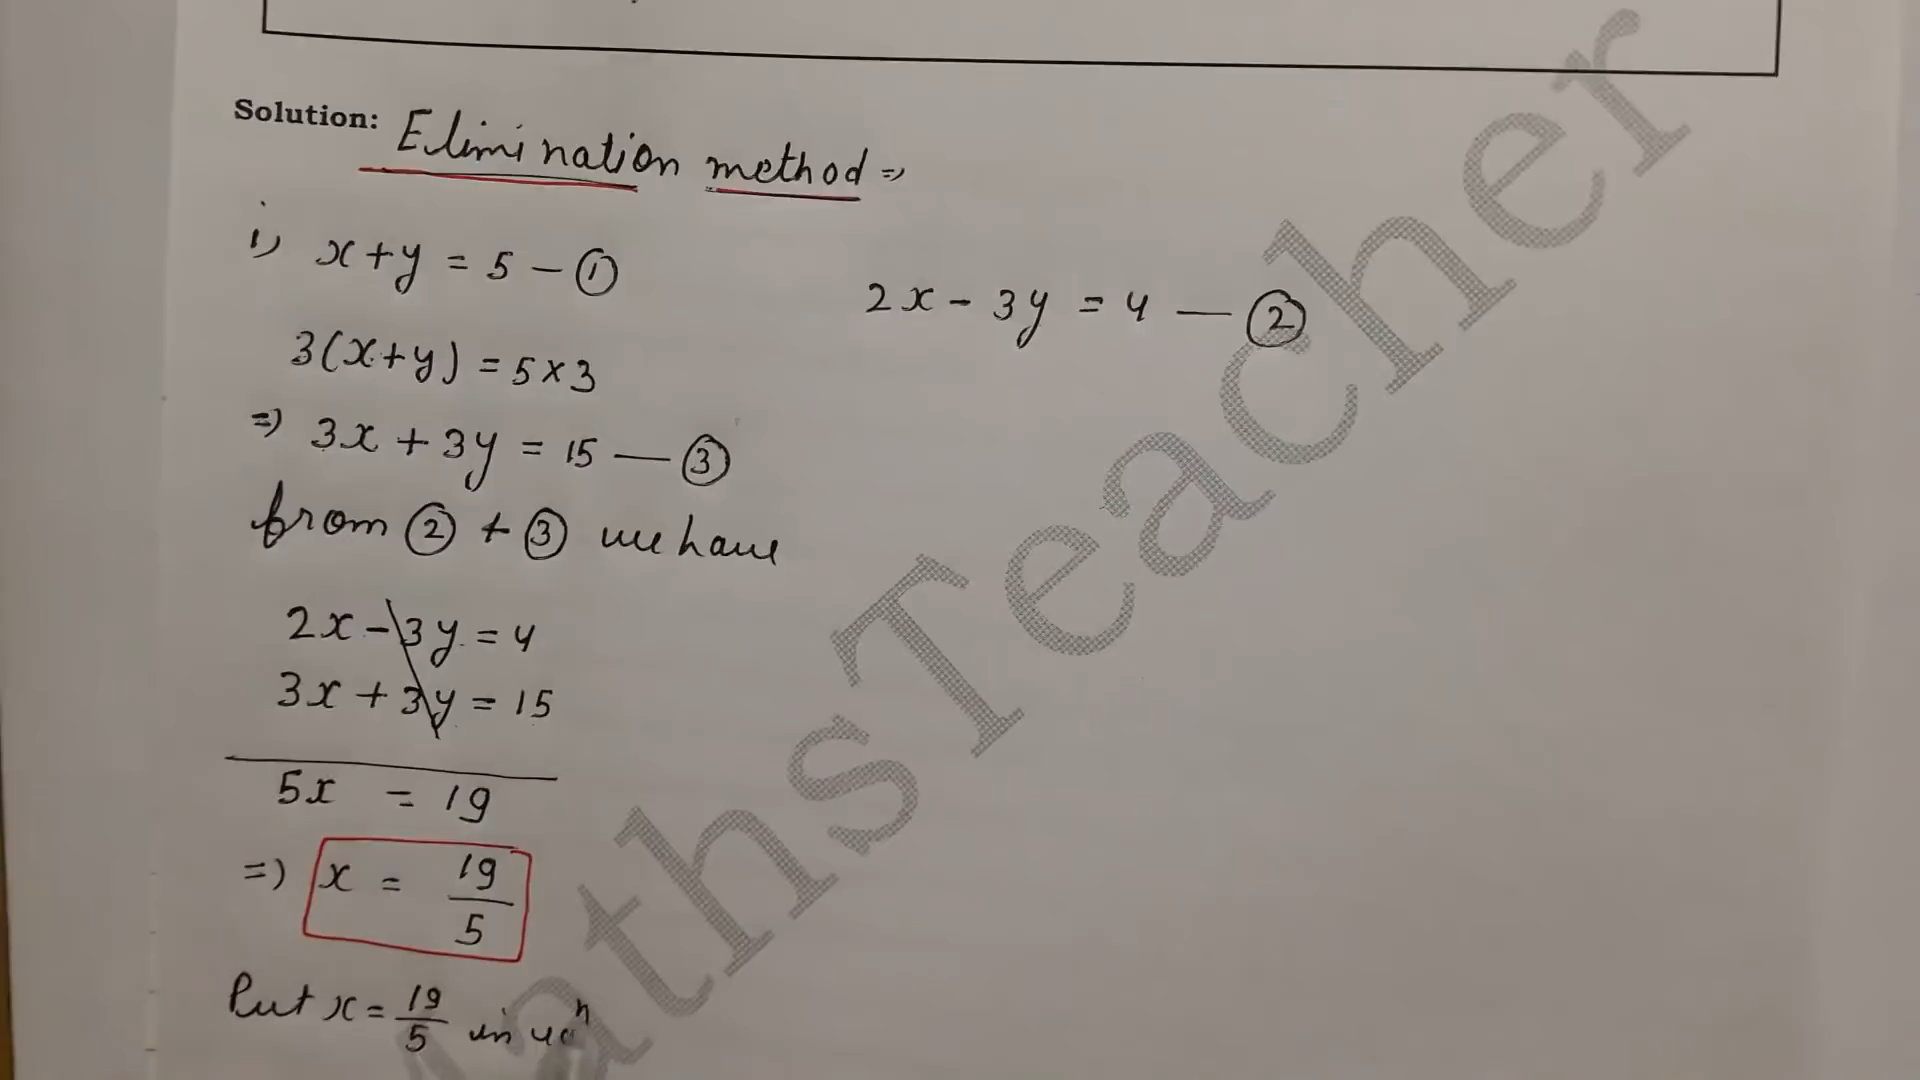 Solution: Elimination method ⇒
i) x + y = 5 — ①
2x - 3y = 4 — ②
3(x+y) = 5×3
⇒ 3x + 3y = 15 — ③
from ② + ③ we have
2x - 3y = 4
3x + 3y = 15
5x = 19
⇒ x = 19/5
Put x = 19/5 in
MathsTeacher